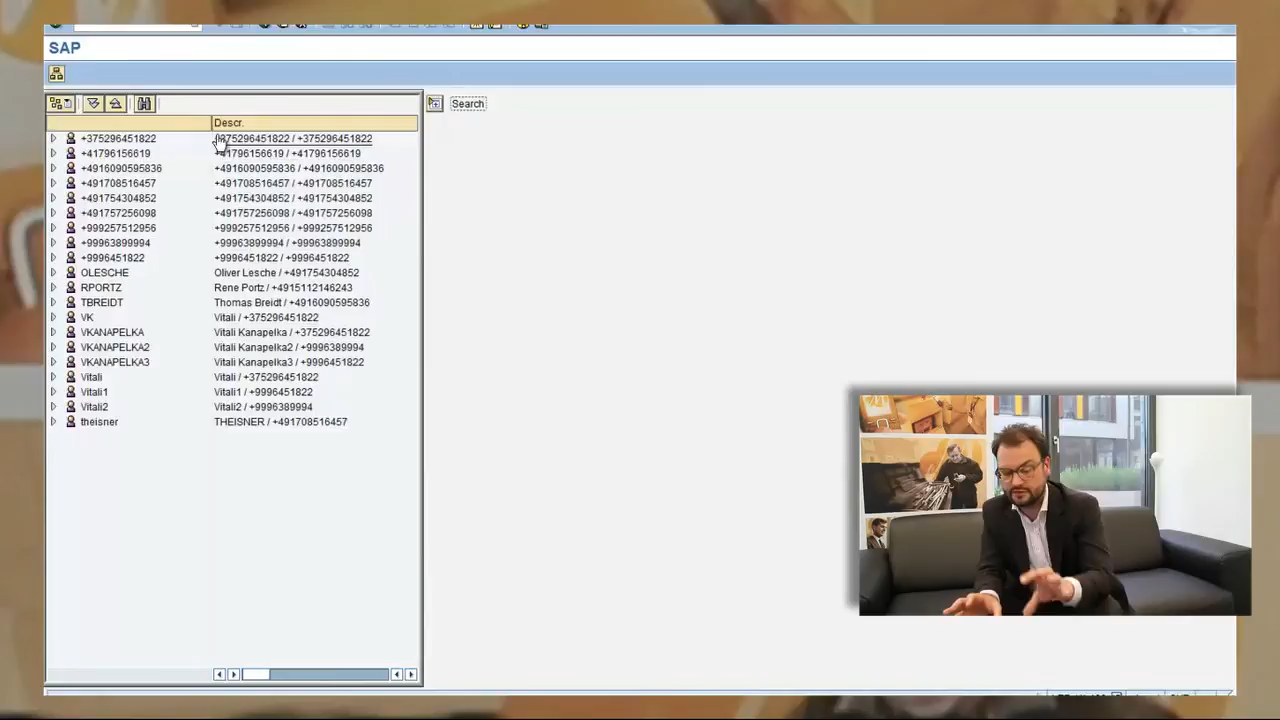 SAP
Search
Descr.
+375296451822 +375296451822 / +375296451822
+41796156619 +41796156619 / +41796156619
+4916090595836 +4916090595836 / +4916090595836
+491708516457 +491708516457 / +491708516457
+491754304852 +491754304852 / +491754304852
+491757256098 +491757256098 / +491757256098
+999257512956 +999257512956 / +999257512956
+99963899994 +99963899994 / +99963899994
+9996451822 +9996451822 / +9996451822
OLESCHE Oliver Lesche / +491754304852
RPORTZ Rene Portz / +4915112146243
TBREIDT Thomas Breidt / +4916090595836
VK Vitali / +375296451822
VKANAPELKA Vitali Kanapelka / +375296451822
VKANAPELKA2 Vitali Kanapelka2 / +9996389994
VKANAPELKA3 Vitali Kanapelka3 / +9996451822
Vitali Vitali / +375296451822
Vitali1 Vitali1 / +9996451822
Vitali2 Vitali2 / +9996389994
theisner THEISNER / +491708516457